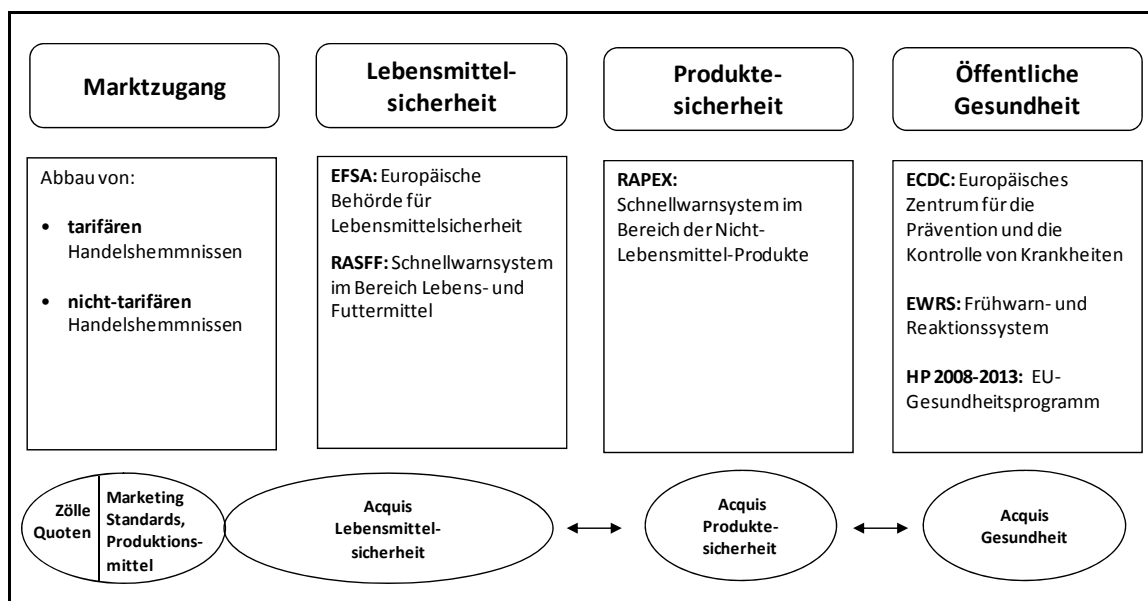 Marktzugang
Lebensmittel-
sicherheit
Produkte-
sicherheit
Öffentliche
Gesundheit
Abbau von:
• tarifären
Handelshemmnissen
• nicht-tarifären
Handelshemmnissen
EFSA: Europäische
Behörde für
Lebensmittelsicherheit
RASFF: Schnellwarnsystem
im Bereich Lebens- und
Futtermittel
RAPEX:
Schnellwarnsystem im
Bereich der Nicht-
Lebensmittel-Produkte
ECDC: Europäisches
Zentrum für die
Prävention und die
Kontrolle von Krankheiten
EWRS: Frühwarn- und
Reaktionssystem
HP 2008-2013: EU-
Gesundheitsprogramm
Zölle
Quoten
Marketing
Standards,
Produktions-
mittel
Acquis
Lebensmittel-
sicherheit
Acquis
Produkte-
sicherheit
Acquis
Gesundheit